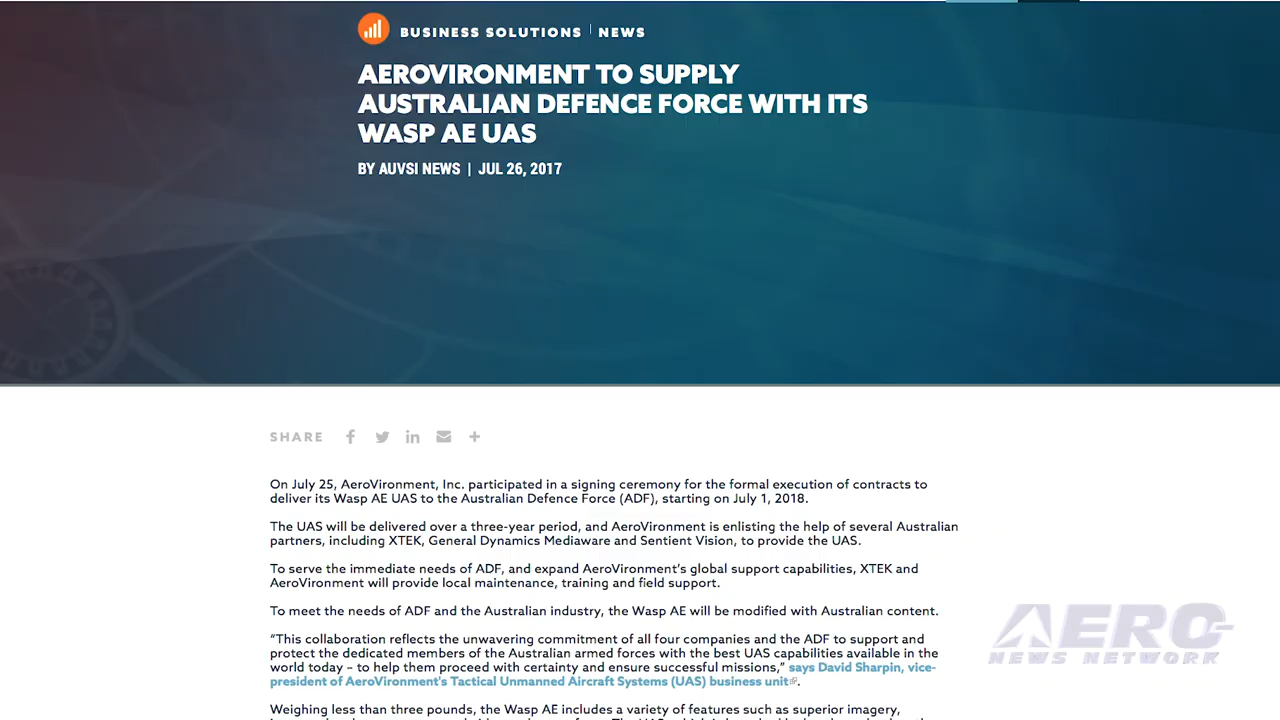 BUSINESS SOLUTIONS | NEWS
AEROVIRONMENT TO SUPPLY
AUSTRALIAN DEFENCE FORCE WITH ITS
WASP AE UAS
BY AUVSI NEWS | JUL 26, 2017
SHARE
On July 25, AeroVironment, Inc. participated in a signing ceremony for the formal execution of contracts to
deliver its Wasp AE UAS to the Australian Defence Force (ADF), starting on July 1, 2018.
The UAS will be delivered over a three-year period, and AeroVironment is enlisting the help of several Australian
partners, including XTEK, General Dynamics Mediaware and Sentient Vision, to provide the UAS.
To serve the immediate needs of ADF, and expand AeroVironment's global support capabilities, XTEK and
AeroVironment will provide local maintenance, training and field support.
To meet the needs of ADF and the Australian industry, the Wasp AE will be modified with Australian content.
“This collaboration reflects the unwavering commitment of all four companies and the ADF to support and
protect the dedicated members of the Australian armed forces with the best UAS capabilities available in the
world today – to help them proceed with certainty and ensure successful missions,” says David Sharpin, vice-
president of AeroVironment's Tactical Unmanned Aircraft Systems (UAS) business unit.
Weighing less than three pounds, the Wasp AE includes a variety of features such as superior imagery,
AERO
NEWS NETWORK